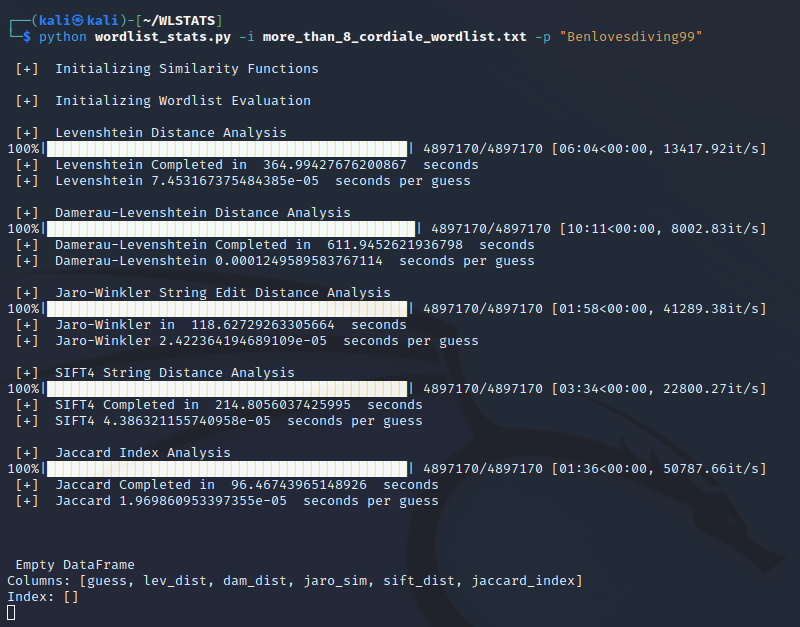 ┌──(kali㉿kali)-[~/WLSTATS]
└─$ python wordlist_stats.py -i more_than_8_cordiale_wordlist.txt -p "Benlovesdiving99"
[+]  Initializing Similarity Functions
[+]  Initializing Wordlist Evaluation
[+]  Levenshtein Distance Analysis
100%| | 4897170/4897170 [06:04<00:00, 13417.92it/s]
[+]  Levenshtein Completed in  364.99427676200867  seconds
[+]  Levenshtein 7.453167375484385e-05  seconds per guess
[+]  Damerau-Levenshtein Distance Analysis
100%| | 4897170/4897170 [10:11<00:00, 8002.83it/s]
[+]  Damerau-Levenshtein Completed in  611.9452621936798  seconds
[+]  Damerau-Levenshtein 0.0001249589583767114  seconds per guess
[+]  Jaro-Winkler String Edit Distance Analysis
100%| | 4897170/4897170 [01:58<00:00, 41289.38it/s]
[+]  Jaro-Winkler in  118.62729263305664  seconds
[+]  Jaro-Winkler 2.422364194689109e-05  seconds per guess
[+]  SIFT4 String Distance Analysis
100%| | 4897170/4897170 [03:34<00:00, 22800.27it/s]
[+]  SIFT4 Completed in  214.8056037425995  seconds
[+]  SIFT4 4.386321155740958e-05  seconds per guess
[+]  Jaccard Index Analysis
100%| | 4897170/4897170 [01:36<00:00, 50787.66it/s]
[+]  Jaccard Completed in  96.46743965148926  seconds
[+]  Jaccard 1.969860953397355e-05  seconds per guess
Empty DataFrame
Columns: [guess, lev_dist, dam_dist, jaro_sim, sift_dist, jaccard_index]
Index: []